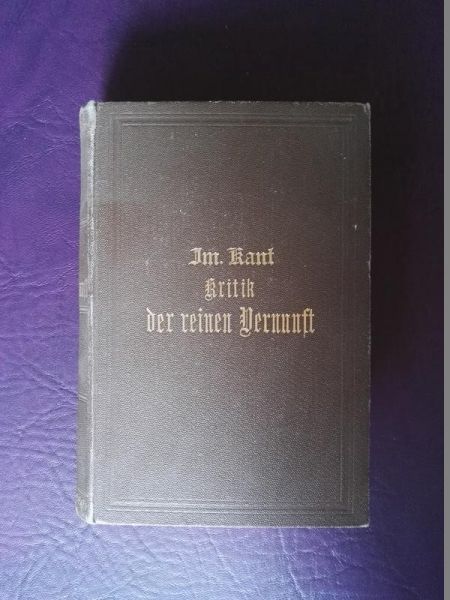 Im. Kant
Kritik
der reinen Vernunft